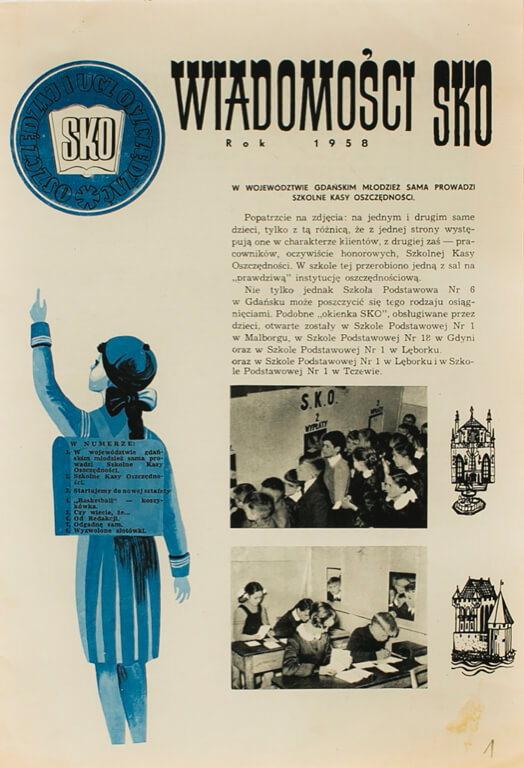 OSZCZĘDZAJ I UCZ OSZCZĘDZAĆ
SKO
WIADOMOŚCI SKO
Rok 1958
W WOJEWÓDZTWIE GDAŃSKIM MŁODZIEŻ SAMA PROWADZI
SZKOLNE KASY OSZCZĘDNOŚCI.
Popatrzcie na zdjęcia: na jednym i drugim same
dzieci, tylko z tą różnicą, że z jednej strony wystę-
pują one w charakterze klientów, z drugiej zaś — pra-
cowników, oczywiście honorowych, Szkolnej Kasy
Oszczędności. W szkole tej przerobiono jedną z sal na
„prawdziwą" instytucję oszczędnościową.
Nie tylko jednak Szkoła Podstawowa Nr 6
w Gdańsku może poszczycić się tego rodzaju osiąg-
nięciami. Podobne „okienka SKO", obsługiwane przez
dzieci, otwarte zostały w Szkole Podstawowej Nr 1
w Malborgu, w Szkole Podstawowej Nr 18 w Gdyni
oraz w Szkole Podstawowej Nr 1 w Lęborku.
oraz w Szkole Podstawowej Nr 1 w Lęborku i w Szko-
le Podstawowej Nr 1 w Tczewie.
W NUMERZE:
1. W województwie gdań-
skim młodzież sama pro-
wadzi Szkolne Kasy
Oszczędności.
2. Szkolne Kasy Oszczędno-
ści.
3. Startujemy do nowej sztafety
4. „Basketball" — koszy-
kówka.
5. Czy wiecie, że...
6. Od Redakcji.
7. Odgadnę sam.
8. Wyzwolone złotówki.
S.K.O.
2
WYPŁATY
1